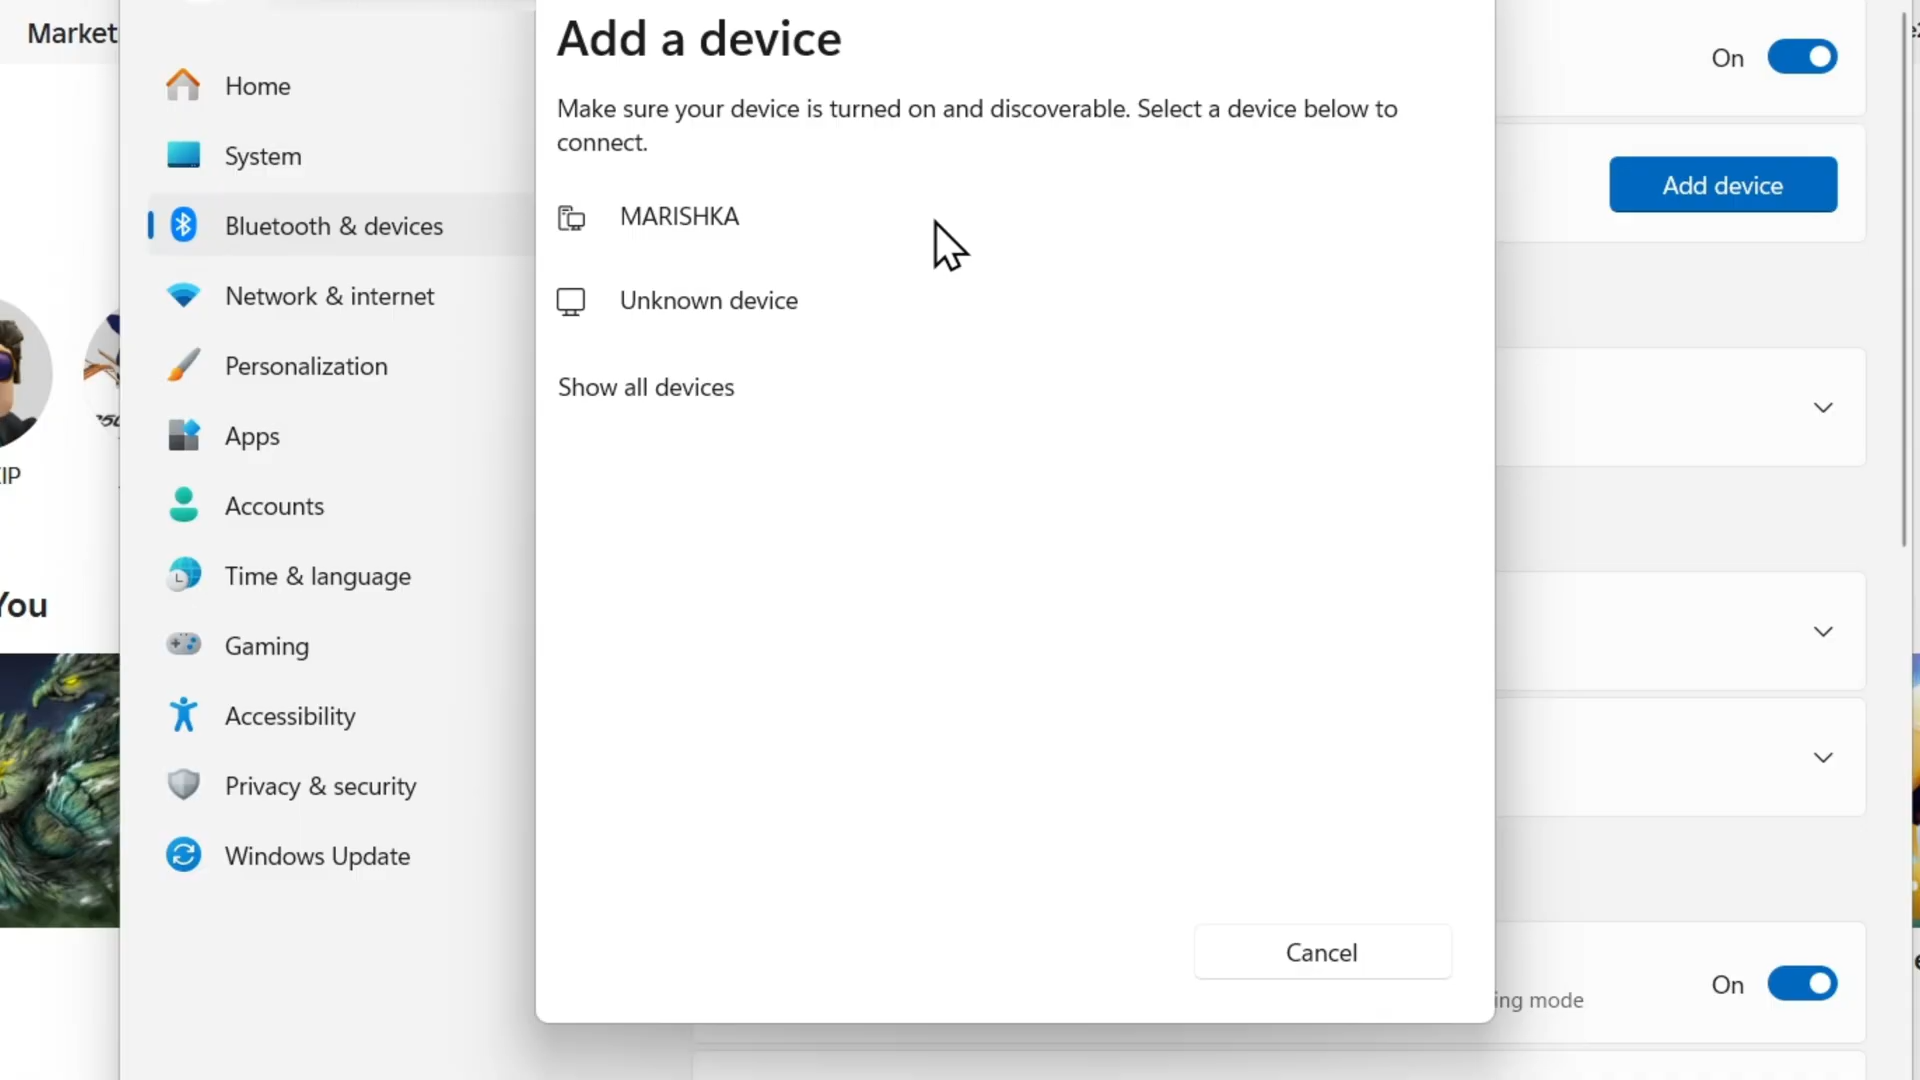 Market
Home
System
Bluetooth & devices
Network & internet
Personalization
Apps
Accounts
Time & language
Gaming
Accessibility
Privacy & security
Windows Update
You
Add a device
Make sure your device is turned on and discoverable. Select a device below to
connect.
MARISHKA
Unknown device
Show all devices
Cancel
On
Add device
On
ing mode